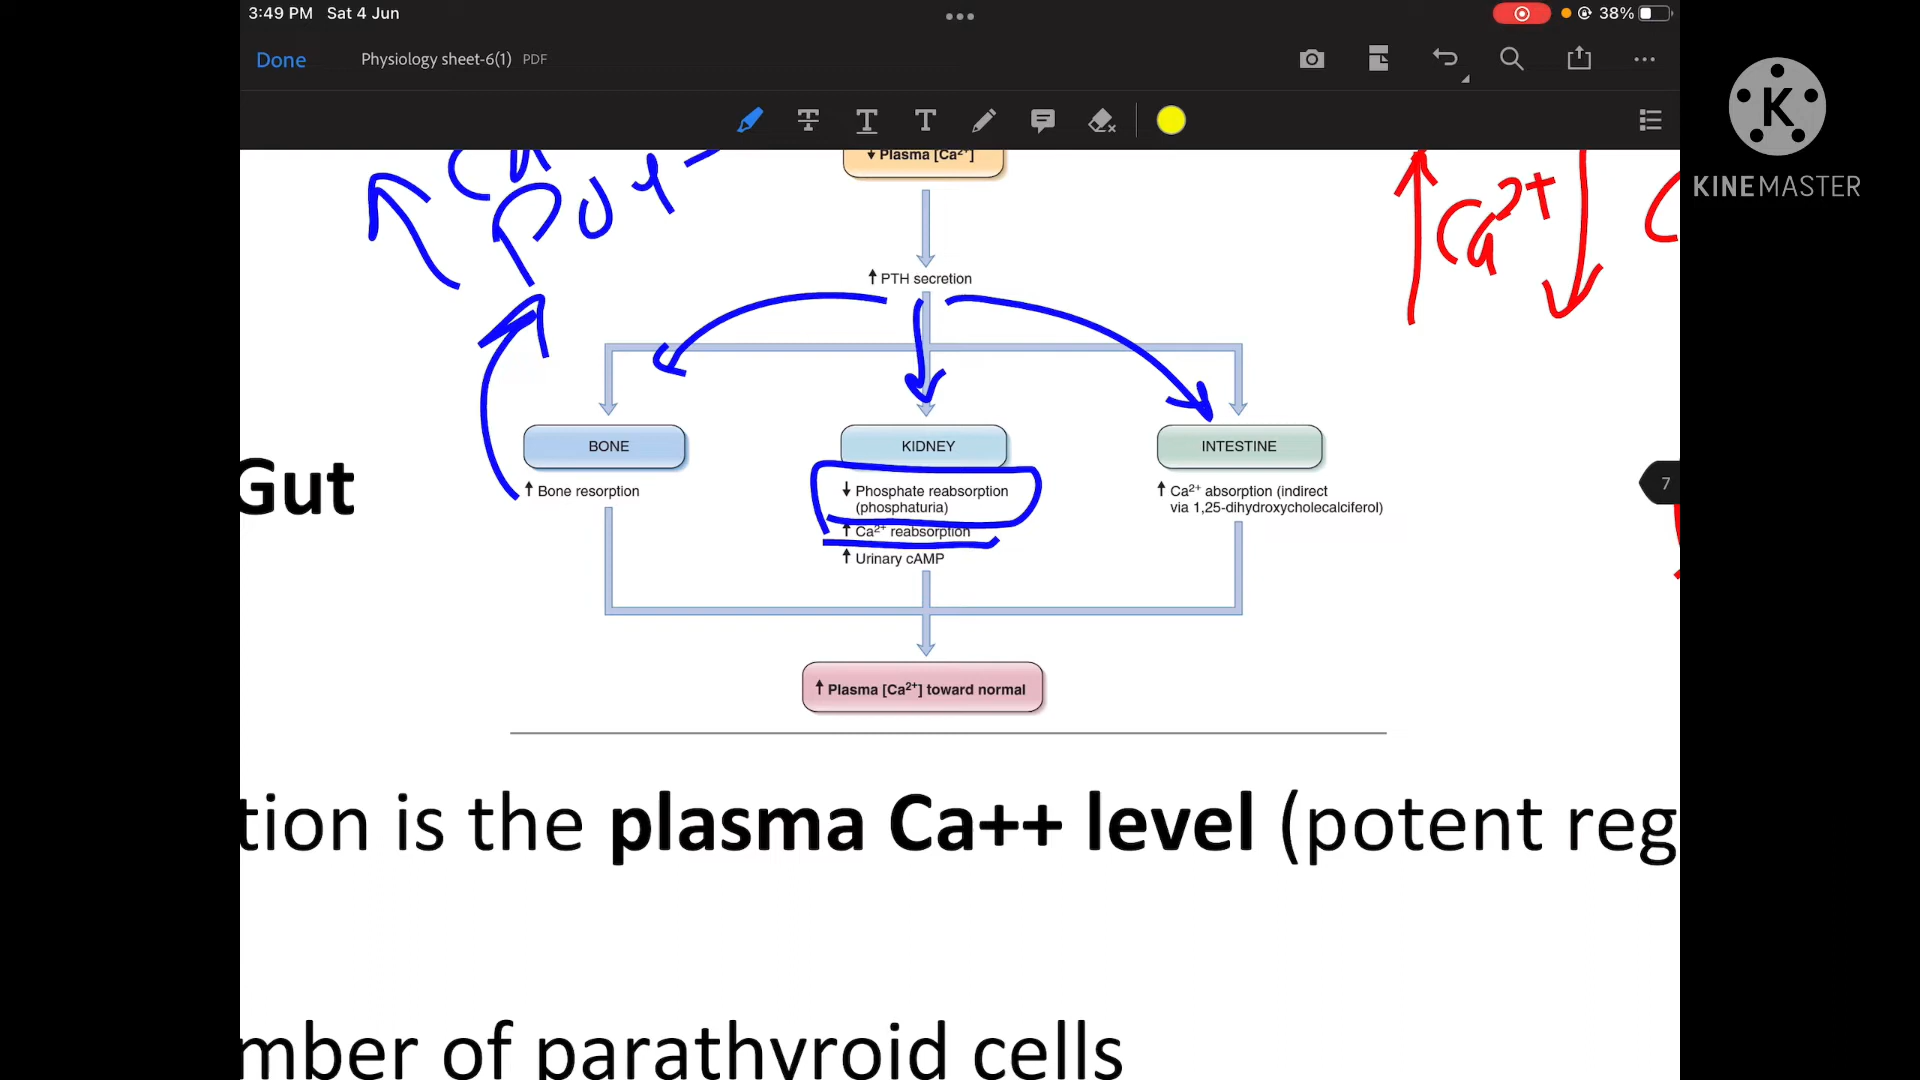 3:49 PM Sat 4 Jun
38%
Done
Physiology sheet-6(1) PDF
K
KINEMASTER
↓ Plasma [Ca²⁺]
PO4-
Ca2+
↑ PTH secretion
BONE
KIDNEY
INTESTINE
Gut
↑ Bone resorption
↓ Phosphate reabsorption
(phosphaturia)
↑ Ca²⁺ reabsorption
↑ Urinary cAMP
↑ Ca²⁺ absorption (indirect
via 1,25-dihydroxycholecalciferol)
7
↑ Plasma [Ca²⁺] toward normal
tion is the plasma Ca++ level (potent reg
mber of parathyroid cells